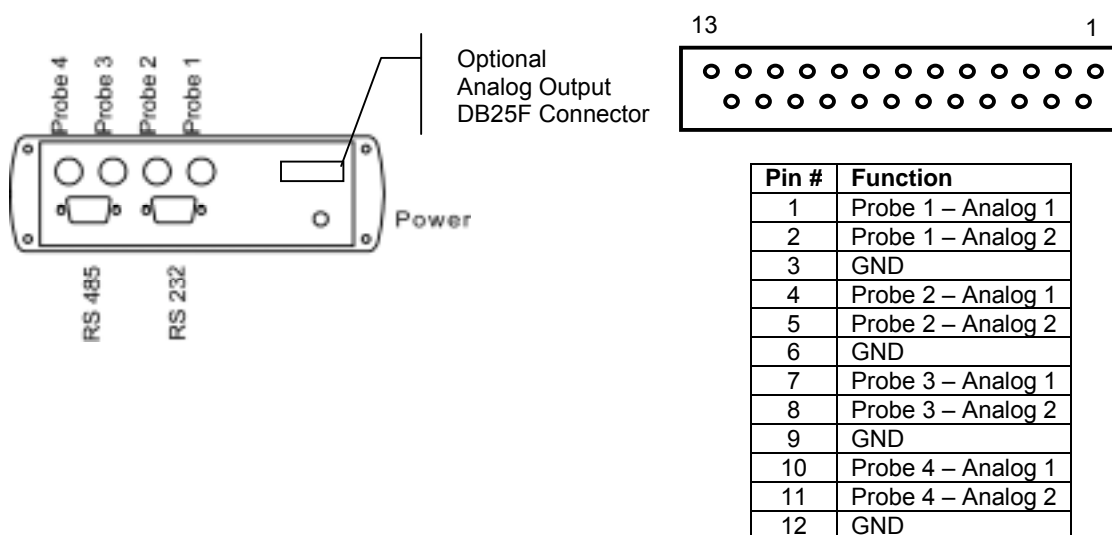 Probe 4
Probe 3
Probe 2
Probe 1
Optional
Analog Output
DB25F Connector
Power
RS 485
RS 232
13
1
Pin # Function
1 Probe 1 – Analog 1
2 Probe 1 – Analog 2
3 GND
4 Probe 2 – Analog 1
5 Probe 2 – Analog 2
6 GND
7 Probe 3 – Analog 1
8 Probe 3 – Analog 2
9 GND
10 Probe 4 – Analog 1
11 Probe 4 – Analog 2
12 GND